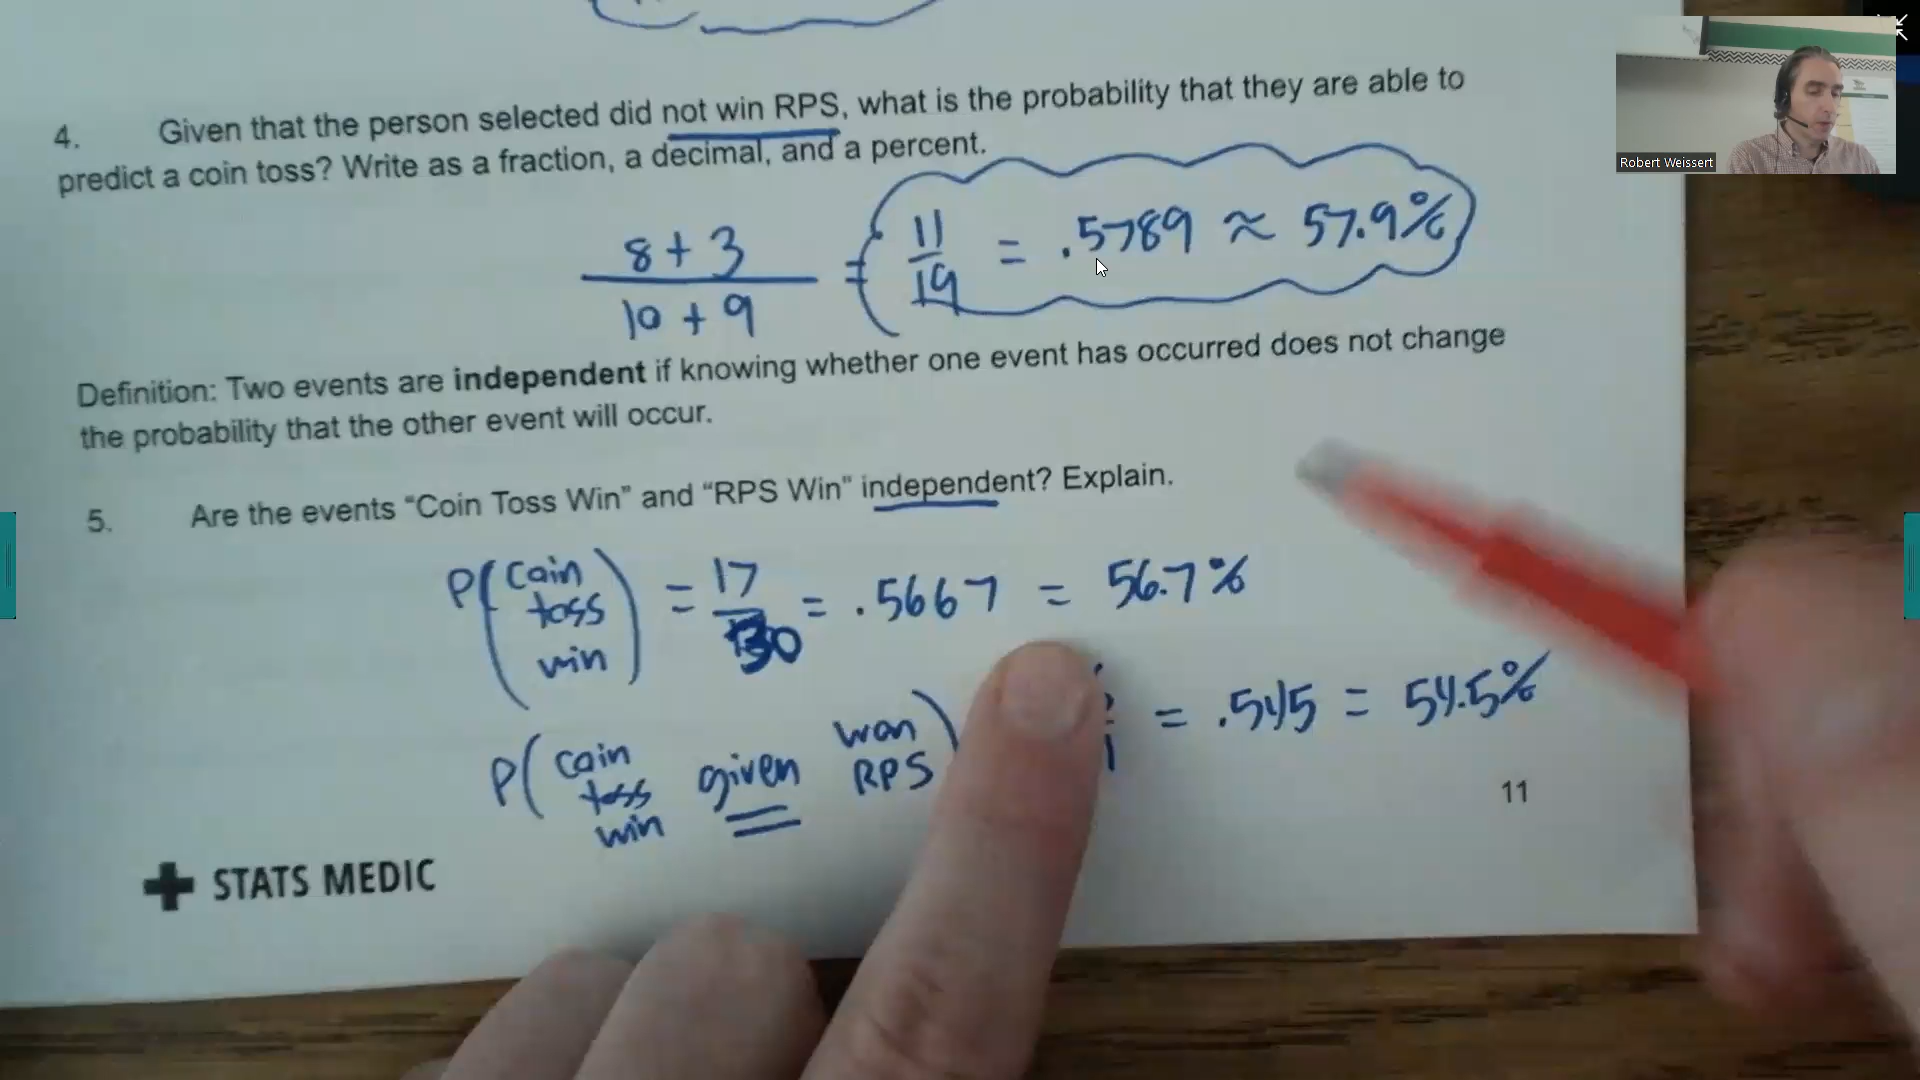 Robert Weissert
4. Given that the person selected did not win RPS, what is the probability that they are able to
predict a coin toss? Write as a fraction, a decimal, and a percent.
8 + 3
10 + 9
= 11
19
= .5789 ≈ 57.9%
Definition: Two events are independent if knowing whether one event has occurred does not change
the probability that the other event will occur.
5. Are the events “Coin Toss Win” and “RPS Win” independent? Explain.
P(coin
toss
win)
= 17
30
= .5667 = 56.7%
P(coin
toss
win
given
won
RPS)
= .545 = 54.5%
11
STATS MEDIC